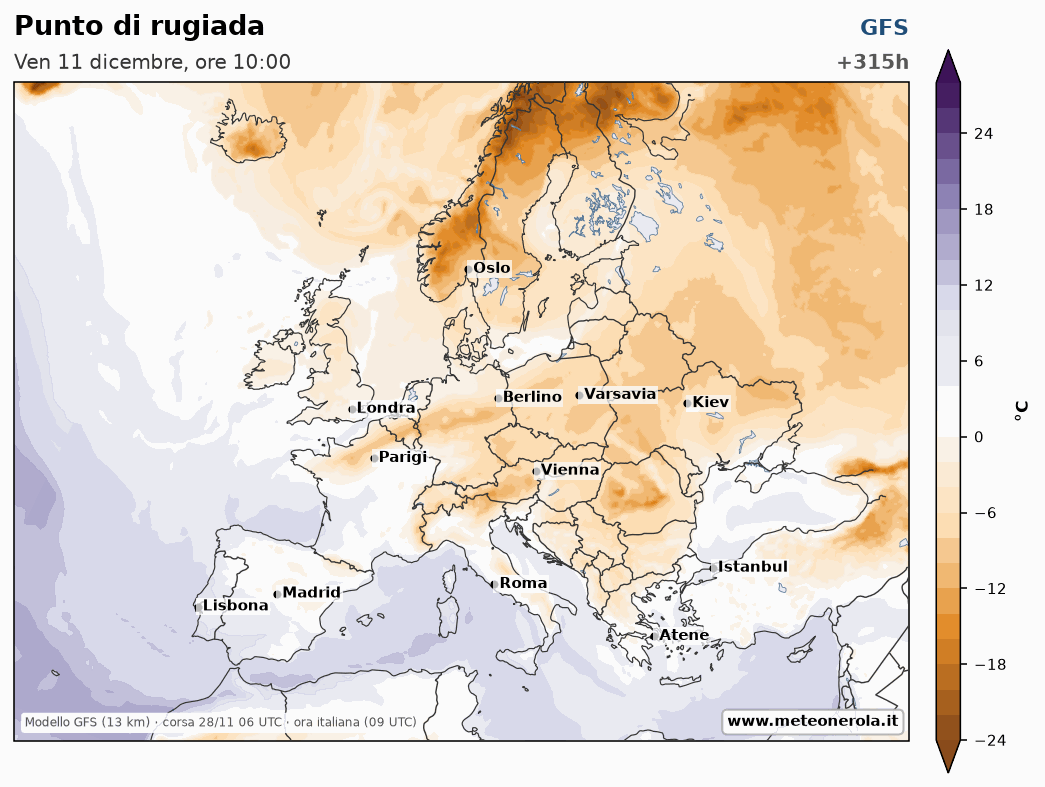 Punto di rugiada
GFS
Ven 11 dicembre, ore 10:00
+315h
Oslo
Berlino
Varsavia
Kiev
Londra
Parigi
Vienna
Istanbul
Roma
Madrid
Lisbona
Atene
24
18
12
6
0
−6
−12
−18
−24
°C
Modello GFS (13 km) · corsa 28/11 06 UTC · ora italiana (09 UTC)
www.meteonerola.it